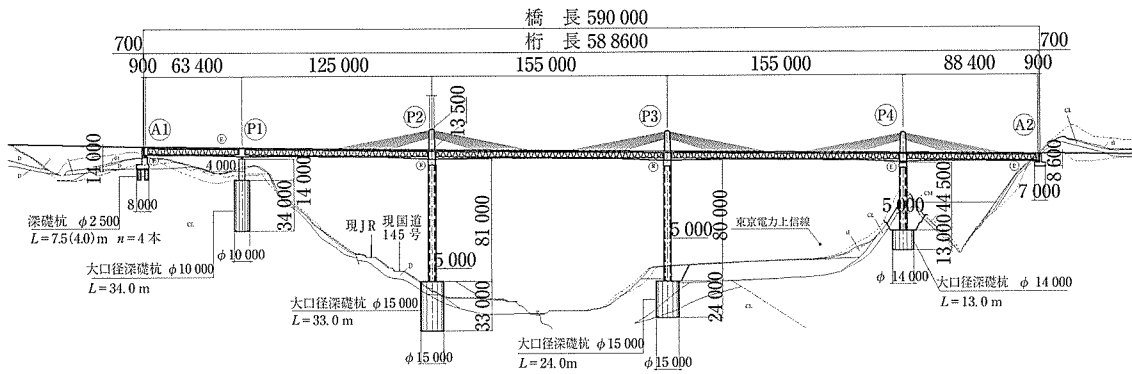 橋 長 590 000
桁 長 58 8600
700
700
900 63 400 125 000 155 000 155 000 88 400 900
A1
P1
P2
13 500
P3
P4
A2
CL
E
14 000
4 000
14 000
34 000
8 000
深礎杭 φ2 500
L=7.5(4.0)m n=4本
CL
φ10 000
大口径深礎杭 φ10 000
L=34.0 m
現JR
現国道
145号
D
81 000
5 000
33 000
大口径深礎杭 φ15 000
L=33.0 m
φ15 000
5 000
80 000
24 000
大口径深礎杭 φ15 000
L=24.0m
φ15 000
東京電力上信線
CL
CL
CM
5 000
44 500
13 000
φ 14 000
大口径深礎杭 φ 14 000
L=13.0 m
7 000
8 600